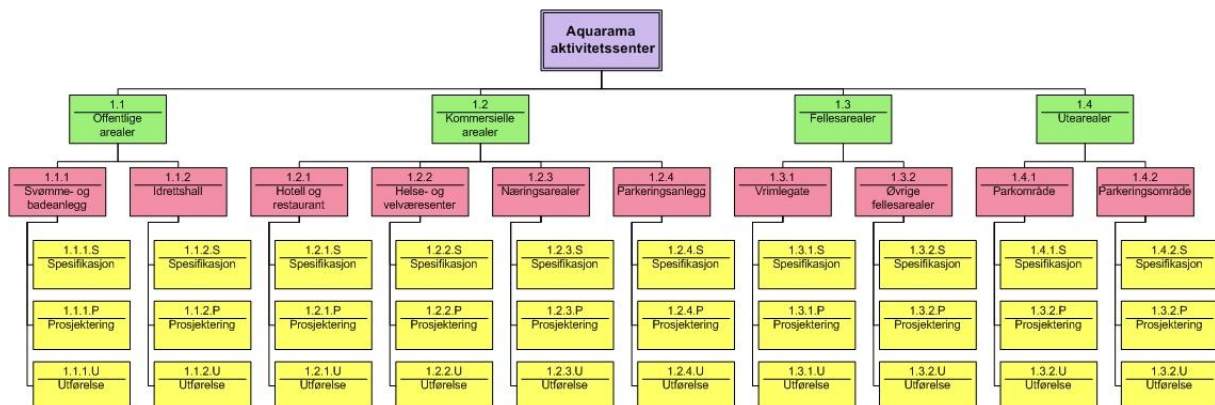 Aquarama
aktivitetssenter
1.1
Offentlige
arealer
1.2
Kommersielle
arealer
1.3
Fellesarealer
1.4
Utearealer
1.1.1
Svømme- og
badeanlegg
1.1.2
Idrettshall
1.2.1
Hotell og
restaurant
1.2.2
Helse- og
velværesenter
1.2.3
Næringsarealer
1.2.4
Parkeringsanlegg
1.3.1
Vrimlegate
1.3.2
Øvrige
fellesarealer
1.4.1
Parkområde
1.4.2
Parkeringsområde
1.1.1.S
Spesifikasjon
1.1.2.S
Spesifikasjon
1.2.1.S
Spesifikasjon
1.2.2.S
Spesifikasjon
1.2.3.S
Spesifikasjon
1.2.4.S
Spesifikasjon
1.3.1.S
Spesifikasjon
1.3.2.S
Spesifikasjon
1.4.1.S
Spesifikasjon
1.4.2.S
Spesifikasjon
1.1.1.P
Prosjektering
1.1.2.P
Prosjektering
1.2.1.P
Prosjektering
1.2.2.P
Prosjektering
1.2.3.P
Prosjektering
1.2.4.P
Prosjektering
1.3.1.P
Prosjektering
1.3.2.P
Prosjektering
1.3.2.P
Prosjektering
1.3.2.P
Prosjektering
1.1.1.U
Utførelse
1.1.2.U
Utførelse
1.2.1.U
Utførelse
1.2.2.U
Utførelse
1.2.3.U
Utførelse
1.2.4.U
Utførelse
1.3.1.U
Utførelse
1.3.2.U
Utførelse
1.3.2.U
Utførelse
1.3.2.U
Utførelse